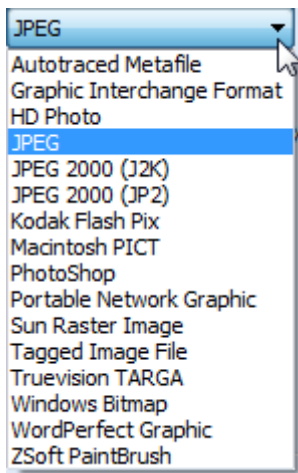 JPEG
Autotraced Metafile
Graphic Interchange Format
HD Photo
JPEG
JPEG 2000 (J2K)
JPEG 2000 (JP2)
Kodak Flash Pix
Macintosh PICT
PhotoShop
Portable Network Graphic
Sun Raster Image
Tagged Image File
Truevision TARGA
Windows Bitmap
WordPerfect Graphic
ZSoft PaintBrush